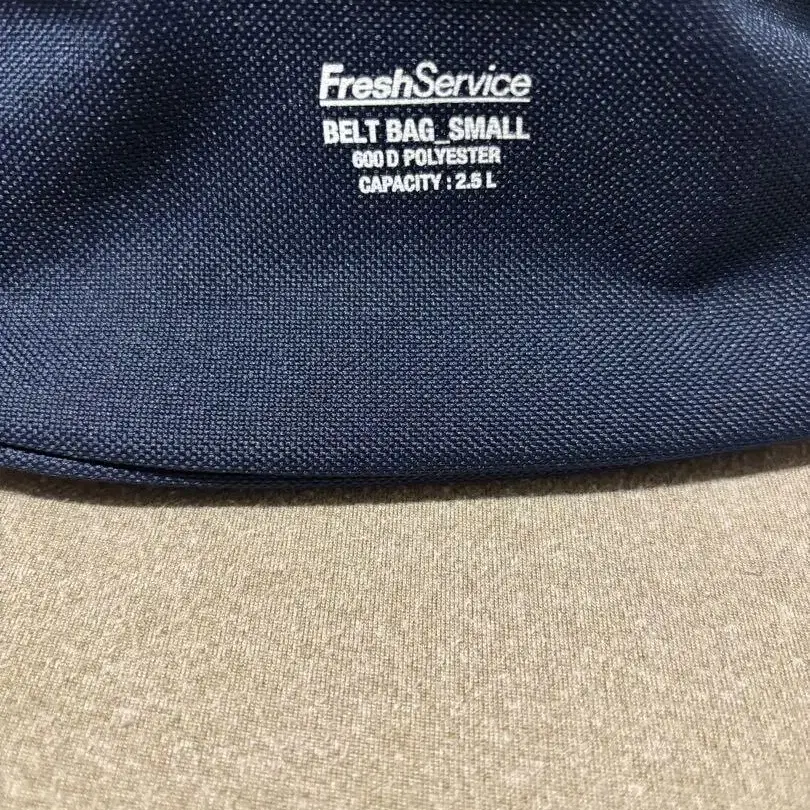 FreshService
BELT BAG_SMALL
600 D POLYESTER
CAPACITY : 2.5 L